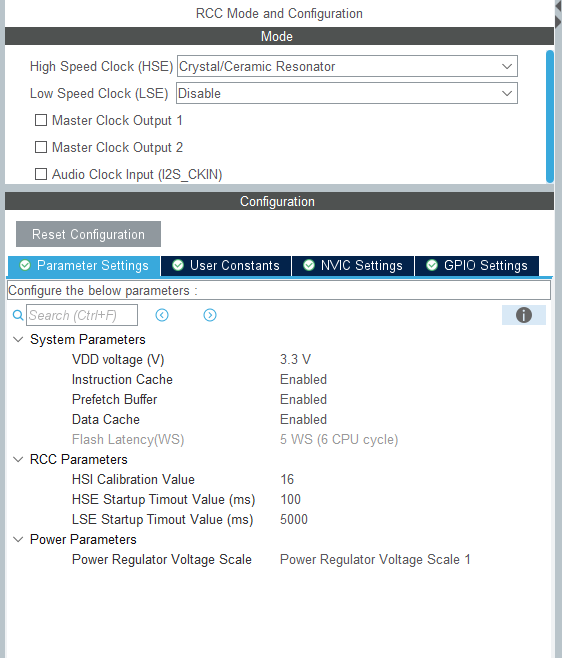 RCC Mode and Configuration
Mode
High Speed Clock (HSE) Crystal/Ceramic Resonator
Low Speed Clock (LSE) Disable
Master Clock Output 1
Master Clock Output 2
Audio Clock Input (I2S_CKIN)
Configuration
Reset Configuration
Parameter Settings User Constants NVIC Settings GPIO Settings
Configure the below parameters :
Search (Ctrl+F)
System Parameters
VDD voltage (V) 3.3 V
Instruction Cache Enabled
Prefetch Buffer Enabled
Data Cache Enabled
Flash Latency(WS) 5 WS (6 CPU cycle)
RCC Parameters
HSI Calibration Value 16
HSE Startup Timout Value (ms) 100
LSE Startup Timout Value (ms) 5000
Power Parameters
Power Regulator Voltage Scale Power Regulator Voltage Scale 1